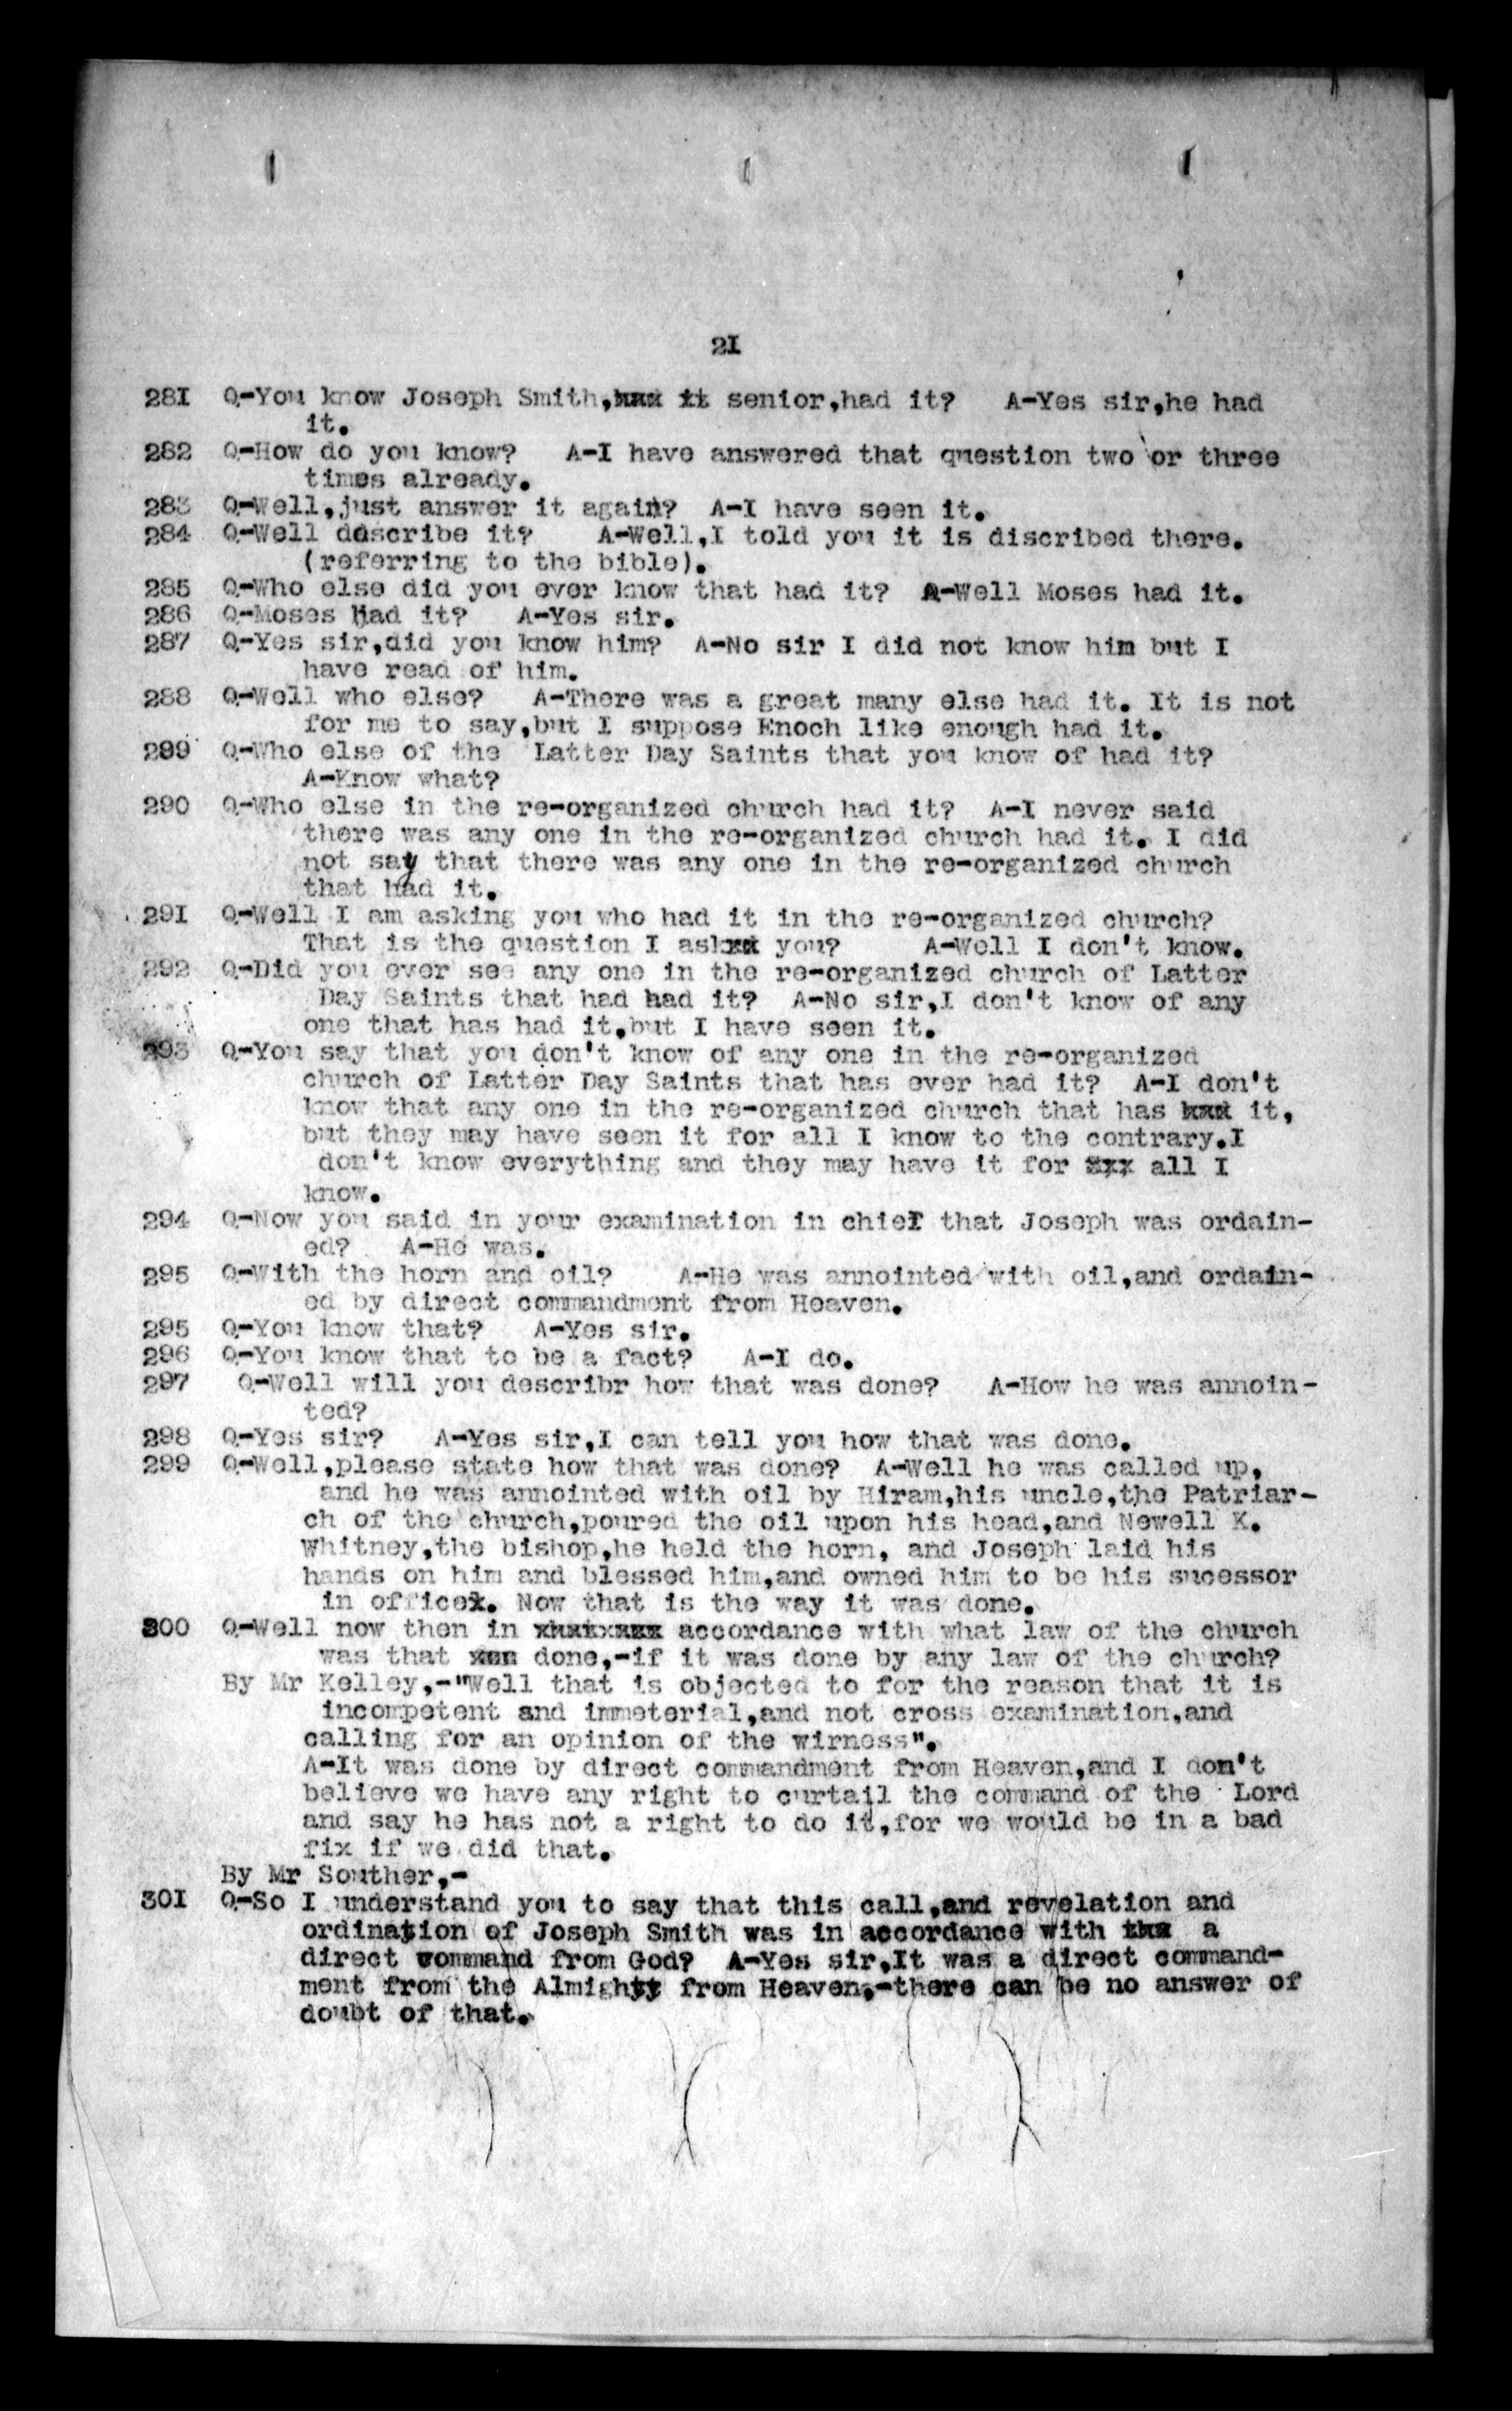 21
281 Q-You know Joseph Smith, senior,had it? A-Yes sir,he had
it.
282 Q-How do you know? A-I have answered that question two or three
times already.
283 Q-Well,just answer it again? A-I have seen it.
284 Q-Well describe it? A-Well,I told you it is discribed there.
(referring to the bible).
285 Q-Who else did you ever know that had it? A-Well Moses had it.
286 Q-Moses had it? A-Yes sir.
287 Q-Yes sir,did you know him? A-No sir I did not know him but I
have read of him.
288 Q-Well who else? A-There was a great many else had it. It is not
for me to say,but I suppose Enoch like enough had it.
289 Q-Who else of the Latter Day Saints that you know of had it?
A-Know what?
290 Q-Who else in the re-organized church had it? A-I never said
there was any one in the re-organized church had it. I did
not say that there was any one in the re-organized church
that had it.
291 Q-Well I am asking you who had it in the re-organized church?
That is the question I ask you? A-Well I don't know.
292 Q-Did you ever see any one in the re-organized church of Latter
Day Saints that had had it? A-No sir,I don't know of any
one that has had it,but I have seen it.
293 Q-You say that you don't know of any one in the re-organized
church of Latter Day Saints that has ever had it? A-I don't
know that any one in the re-organized church that has it,
but they may have seen it for all I know to the contrary.I
don't know everything and they may have it for all I
know.
294 Q-Now you said in your examination in chief that Joseph was ordain-
ed? A-He was.
295 Q-With the horn and oil? A-He was annointed with oil,and ordain-
ed by direct commandment from Heaven.
295 Q-You know that? A-Yes sir.
296 Q-You know that to be a fact? A-I do.
297 Q-Well will you describr how that was done? A-How he was annoin-
ted?
298 Q-Yes sir? A-Yes sir,I can tell you how that was done.
299 Q-Well,please state how that was done? A-Well he was called up,
and he was annointed with oil by Hiram,his uncle,the Patriar-
ch of the church,poured the oil upon his head,and Newell K.
Whitney,the bishop,he held the horn, and Joseph laid his
hands on him and blessed him,and owned him to be his sucessor
in office. Now that is the way it was done.
300 Q-Well now then in accordance with what law of the church
was that done,-if it was done by any law of the church?
By Mr Kelley,-"Well that is objected to for the reason that it is
incompetent and immeterial,and not cross examination,and
calling for an opinion of the wirness".
A-It was done by direct commandment from Heaven,and I don't
believe we have any right to curtail the command of the Lord
and say he has not a right to do it,for we would be in a bad
fix if we did that.
By Mr Souther,-
301 Q-So I understand you to say that this call,and revelation and
ordination of Joseph Smith was in accordance with a
direct command from God? A-Yes sir,It was a direct command-
ment from the Almighty from Heaven,-there can be no answer of
doubt of that.